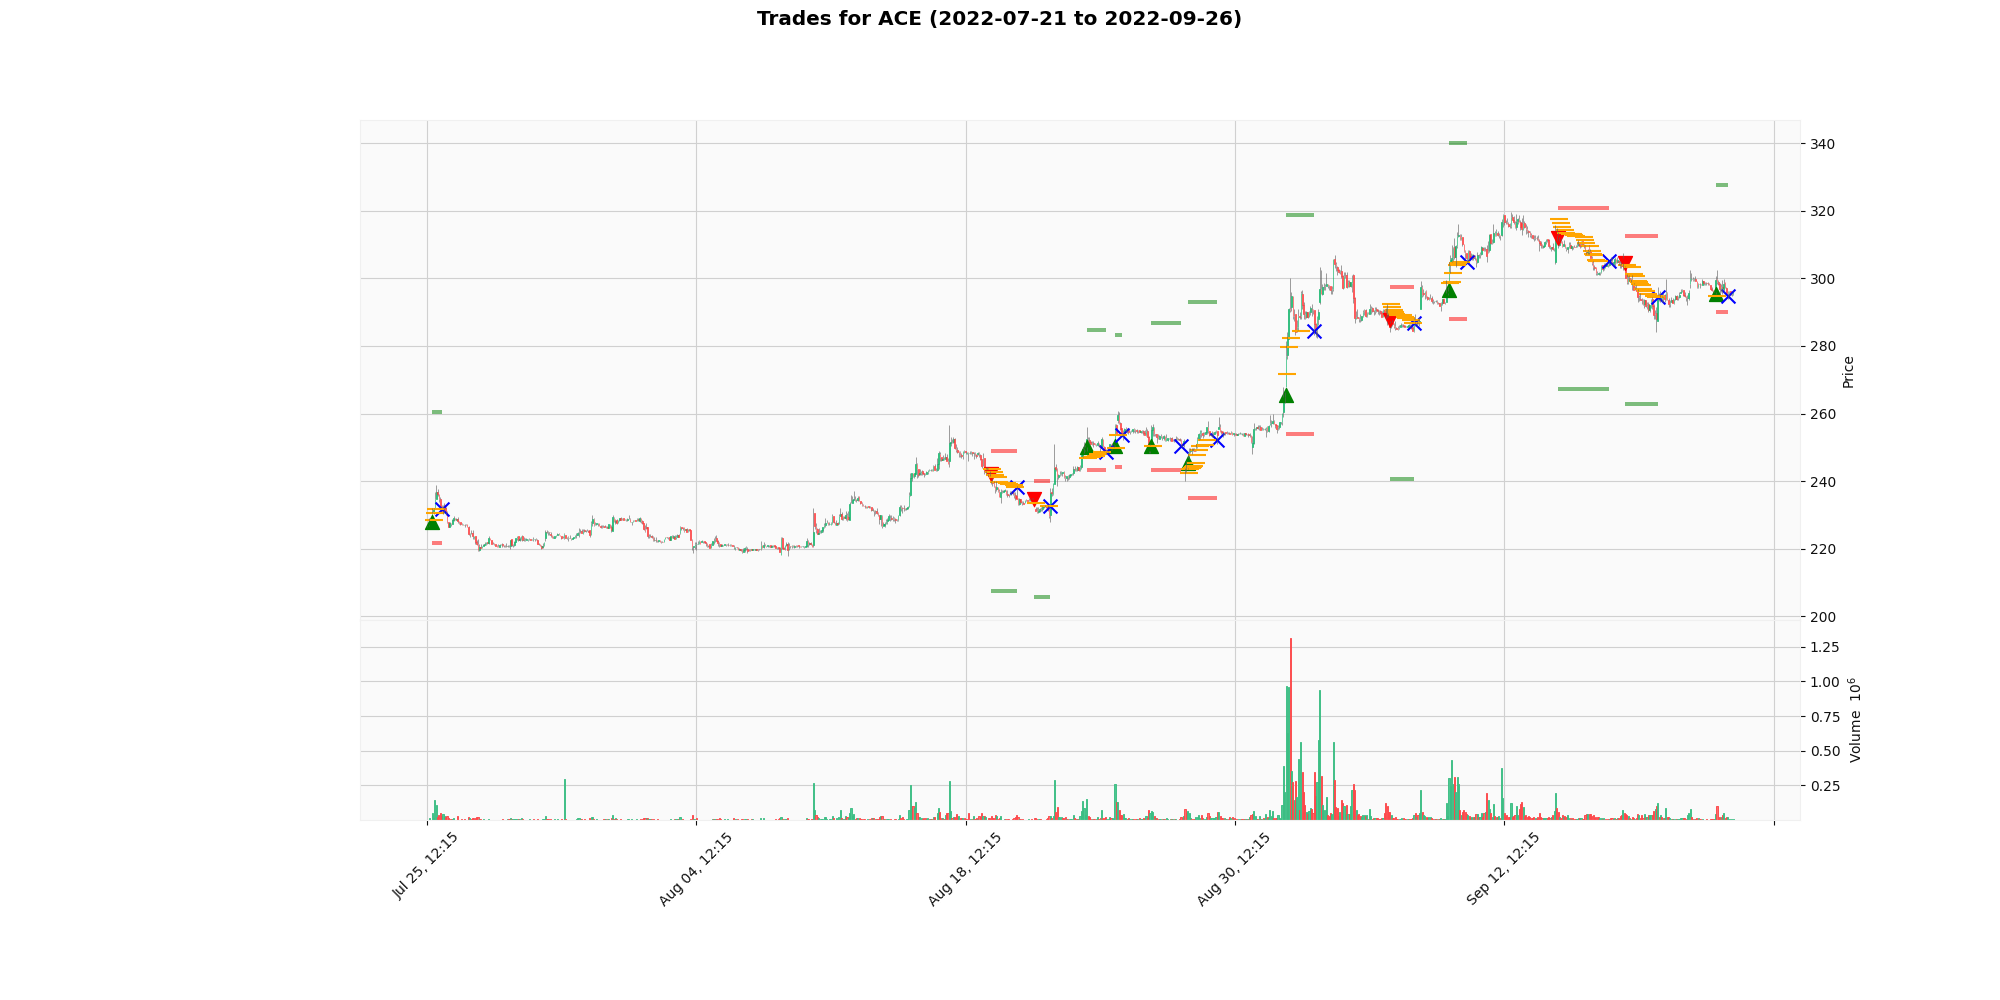 Trades for ACE (2022-07-21 to 2022-09-26)
340
320
300
280
260
240
220
200
Price
1.25
1.00
0.75
0.50
0.25
Volume 10^6
Jul 25, 12:15
Aug 04, 12:15
Aug 18, 12:15
Aug 30, 12:15
Sep 12, 12:15